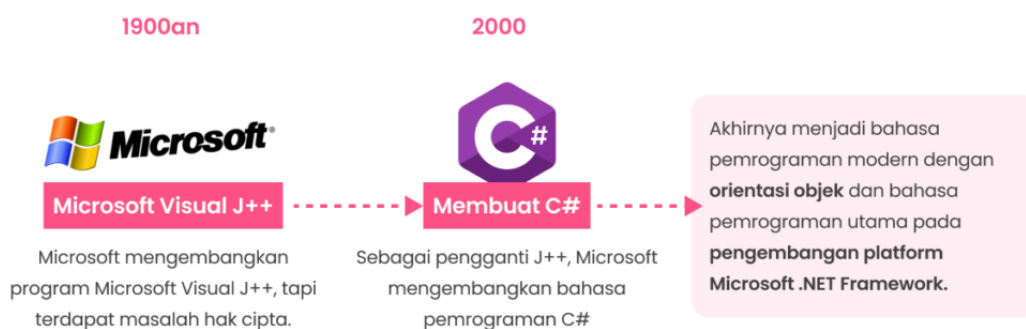 1900an
2000
Microsoft
C#
Microsoft Visual J++
Membuat C#
Microsoft mengembangkan
program Microsoft Visual J++, tapi
terdapat masalah hak cipta.
Sebagai pengganti J++, Microsoft
mengembangkan bahasa
pemrograman C#
Akhirnya menjadi bahasa
pemrograman modern dengan
orientasi objek dan bahasa
pemrograman utama pada
pengembangan platform
Microsoft .NET Framework.